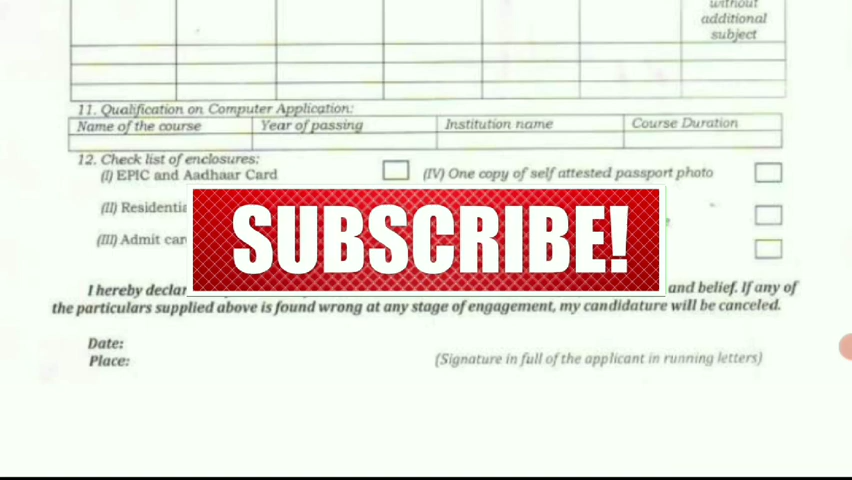 without
additional
subject
11. Qualification on Computer Application:
Name of the course Year of passing Institution name Course Duration
12. Check list of enclosures:
(I) EPIC and Aadhaar Card (IV) One copy of self attested passport photo
(II)
(III) Admit
SUBSCRIBE!
I hereby and belief. If any of
the particulars supplied above is found wrong at any stage of engagement, my candidature will be canceled.
Date:
Place: (Signature in full of the applicant in running letters)